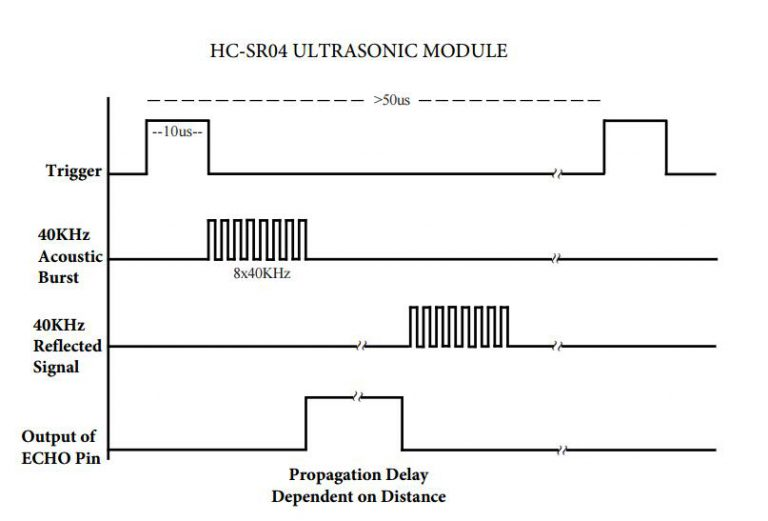 HC-SR04 ULTRASONIC MODULE
>50us
--10us--
Trigger
40KHz
Acoustic
Burst
8x40KHz
40KHz
Reflected
Signal
Output of
ECHO Pin
Propagation Delay
Dependent on Distance